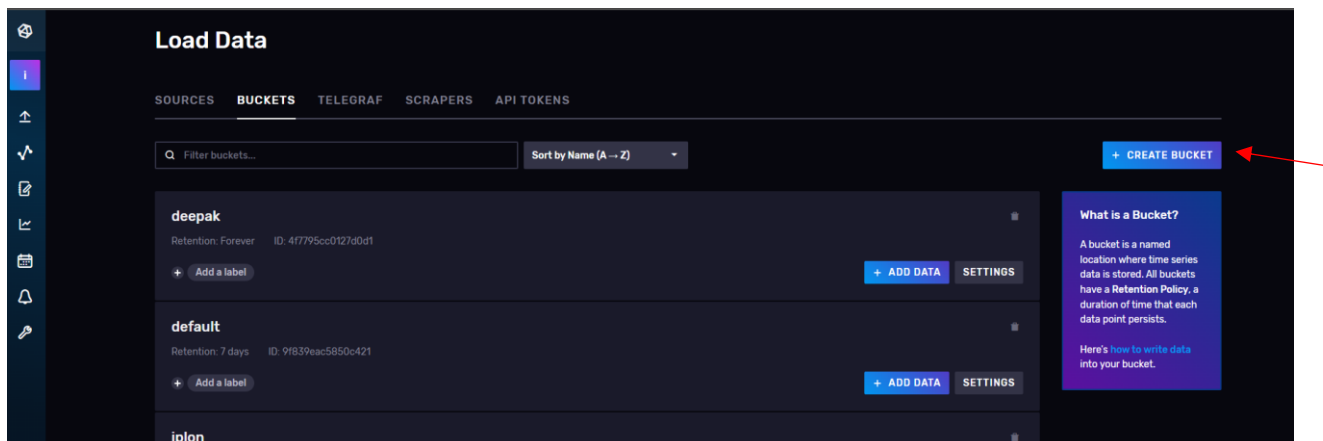 Load Data
i
SOURCES BUCKETS TELEGRAF SCRAPERS API TOKENS
Filter buckets...
Sort by Name (A → Z)
+ CREATE BUCKET
deepak
Retention: Forever ID: 4f7795cc0127d0d1
+ Add a label
+ ADD DATA SETTINGS
default
Retention: 7 days ID: 9f839eac5850c421
+ Add a label
+ ADD DATA SETTINGS
iplon
What is a Bucket?
A bucket is a named
location where time series
data is stored. All buckets
have a Retention Policy, a
duration of time that each
data point persists.
Here's how to write data
into your bucket.